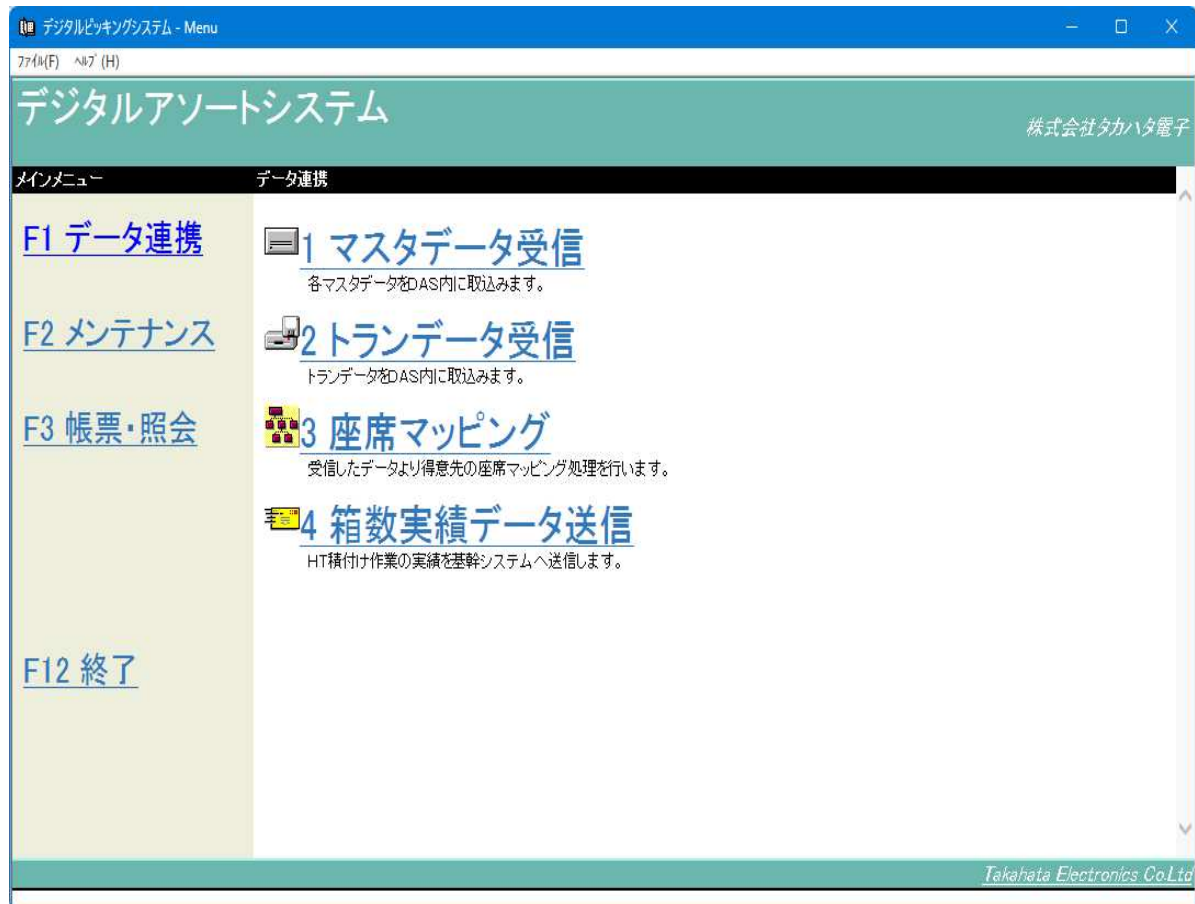 デジタルピッキングシステム - Menu
ﾌｧｲﾙ(F) ﾍﾙﾌﾟ(H)
デジタルアソートシステム
株式会社タカハタ電子
メインメニュー
データ連携
F1 データ連携
F2 メンテナンス
F3 帳票・照会
F12 終了
1 マスタデータ受信
各マスタデータをDAS内に取込みます。
2 トランデータ受信
トランデータをDAS内に取込みます。
3 座席マッピング
受信したデータより得意先の座席マッピング処理を行います。
4 箱数実績データ送信
HT積付け作業の実績を基幹システムへ送信します。
Takahata Electronics Co.Ltd